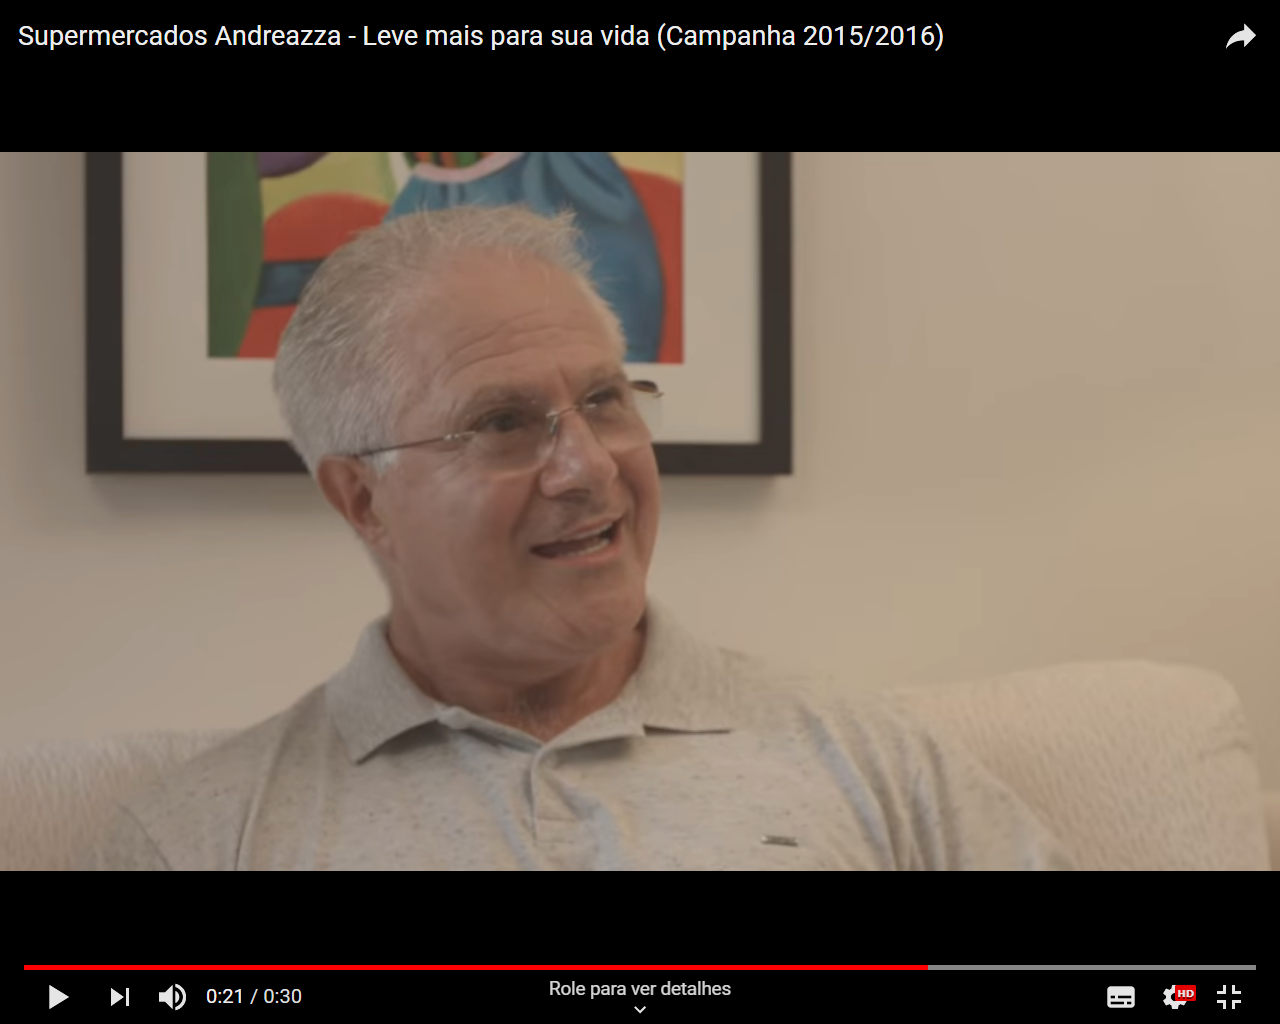 Supermercados Andreazza - Leve mais para sua vida (Campanha 2015/2016)
Role para ver detalhes
0:21 / 0:30
HD